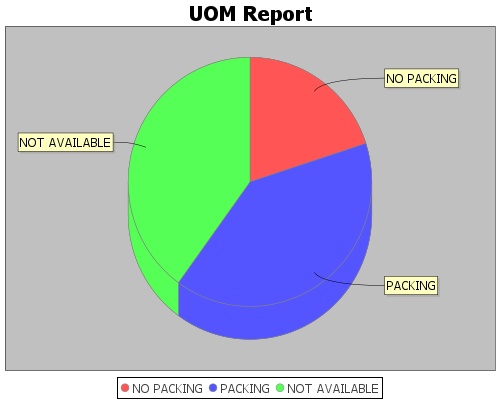 UOM Report
NO PACKING
NOT AVAILABLE
PACKING
NO PACKING PACKING NOT AVAILABLE